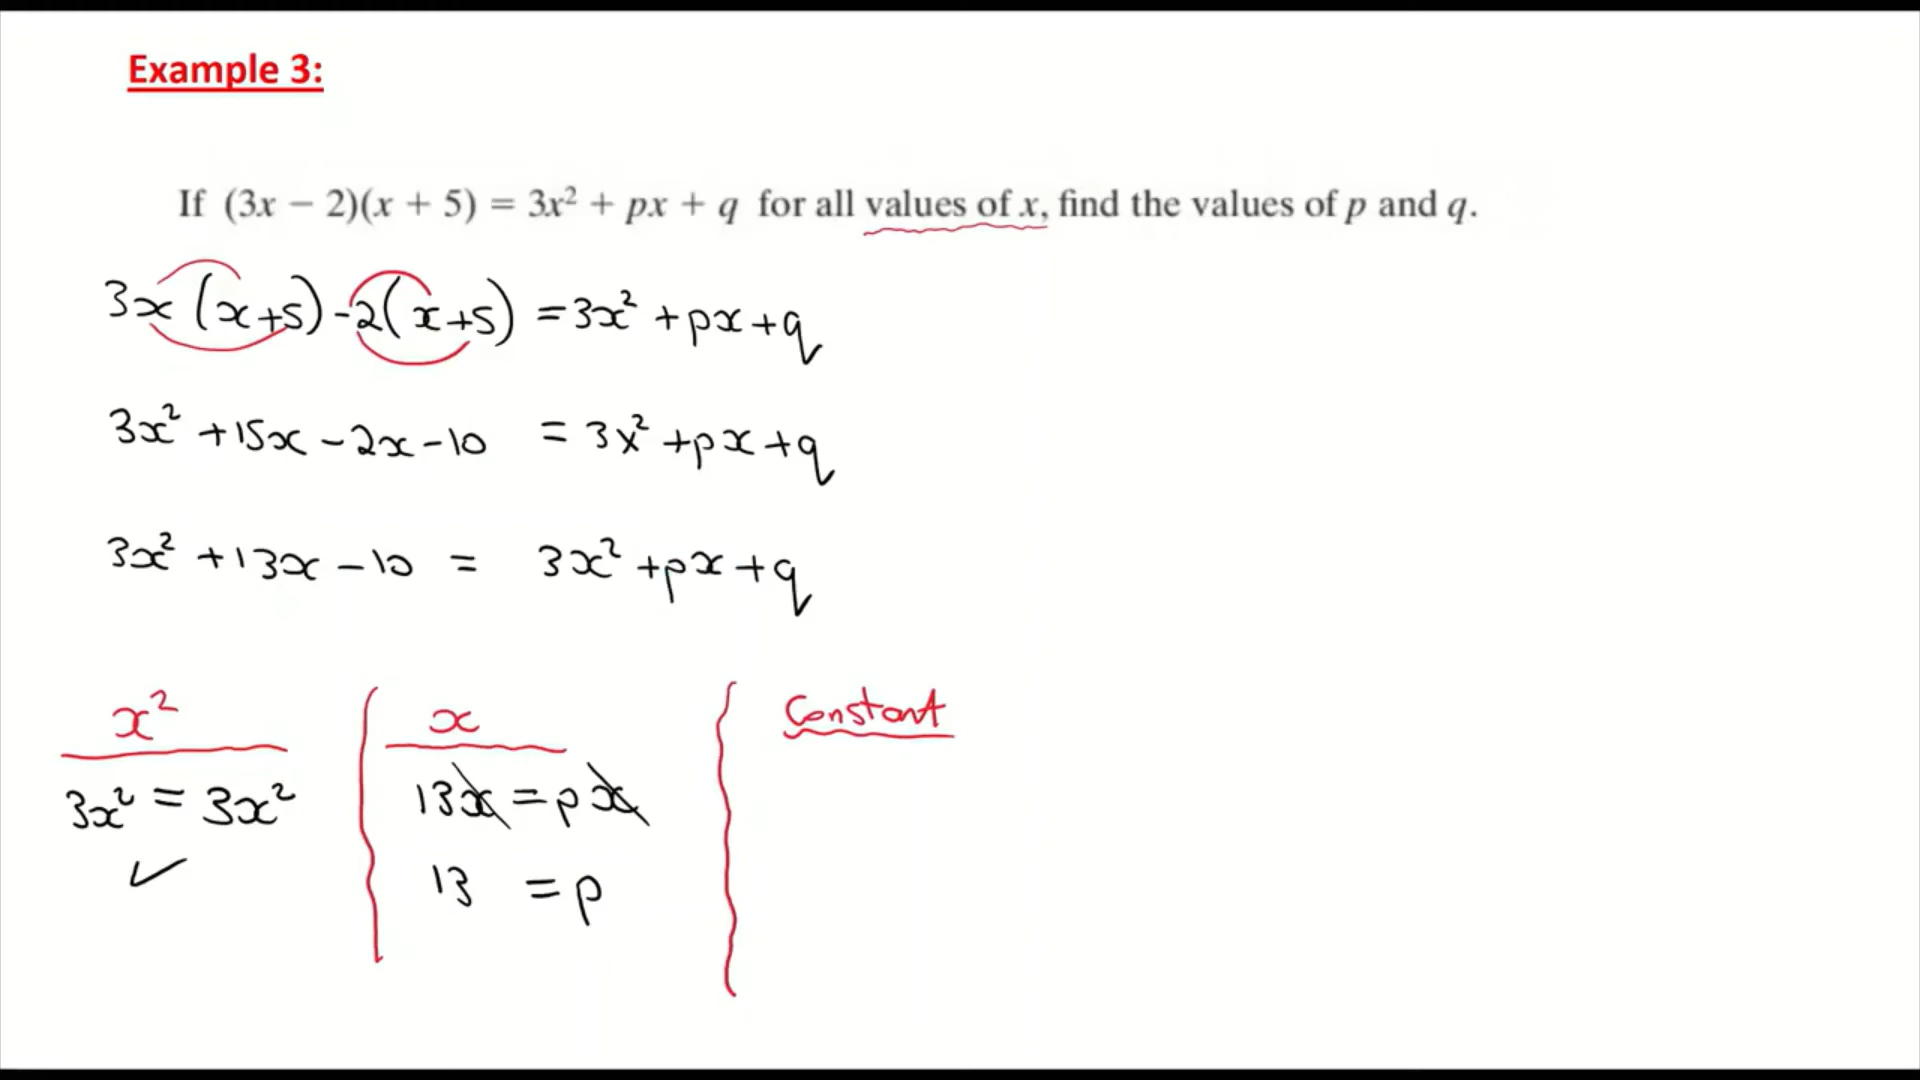 Example 3:
If (3x − 2)(x + 5) = 3x² + px + q for all values of x, find the values of p and q.
3x(x+5)-2(x+5) = 3x² + px + q
3x² + 15x - 2x - 10 = 3x² + px + q
3x² + 13x - 10 = 3x² + px + q
x² x Constant
3x² = 3x² 13x = px
✓ 13 = p